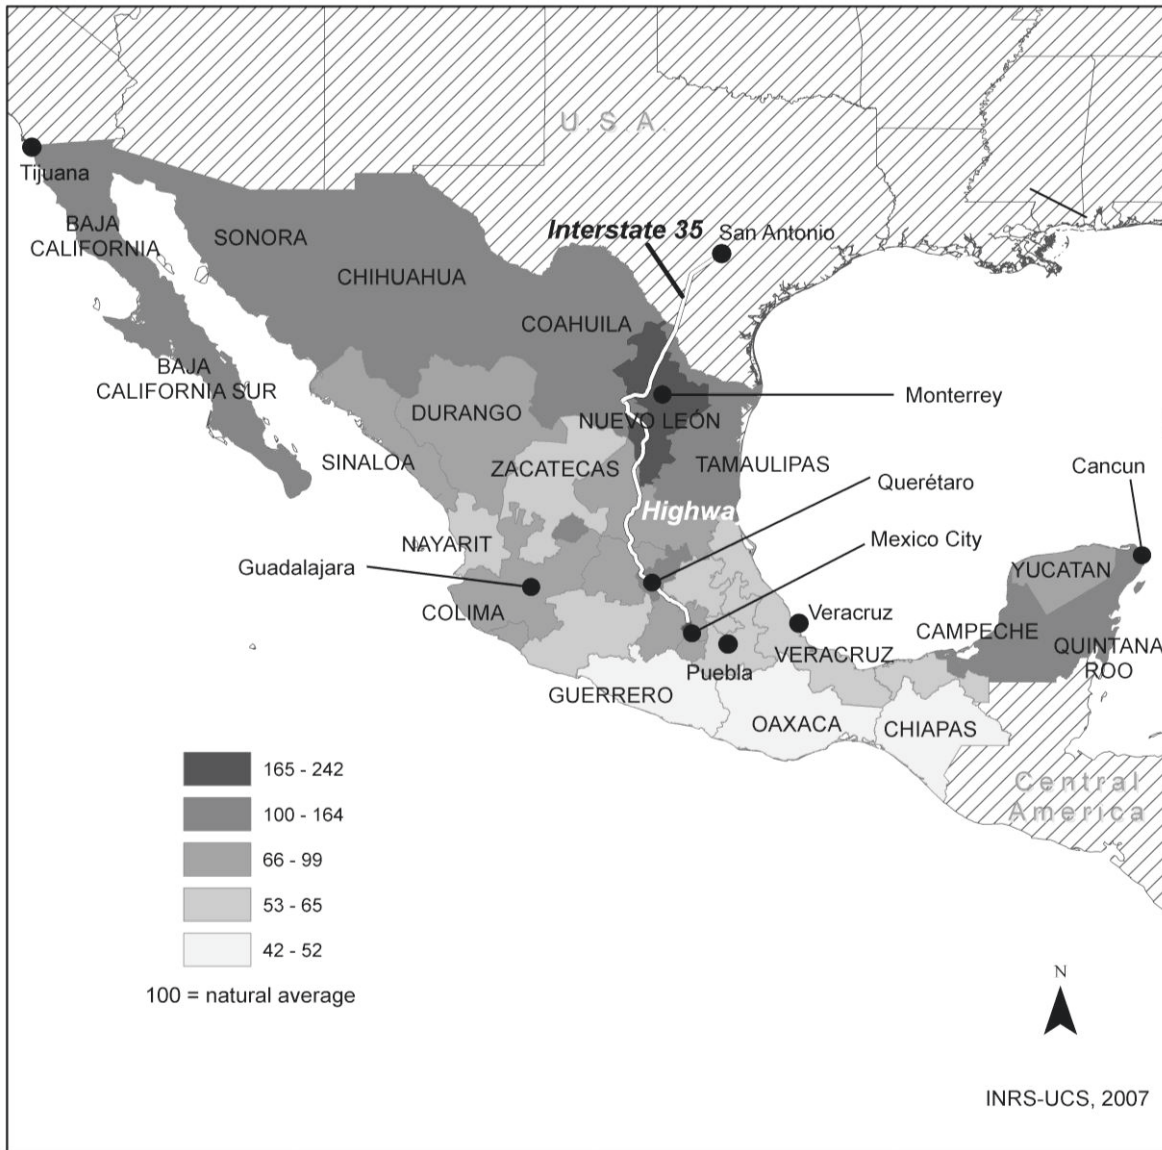 U.S.A.
Tijuana
BAJA
CALIFORNIA
SONORA
Interstate 35
San Antonio
CHIHUAHUA
COAHUILA
BAJA
CALIFORNIA SUR
DURANGO
NUEVO LEÓN
Monterrey
SINALOA
ZACATECAS
TAMAULIPAS
Cancun
Querétaro
Highway
NAYARIT
Mexico City
Guadalajara
YUCATAN
COLIMA
Veracruz
CAMPECHE
QUINTANA
ROO
VERACRUZ
Puebla
GUERRERO
OAXACA
CHIAPAS
Central
America
165 - 242
100 - 164
66 - 99
53 - 65
42 - 52
100 = natural average
N
INRS-UCS, 2007